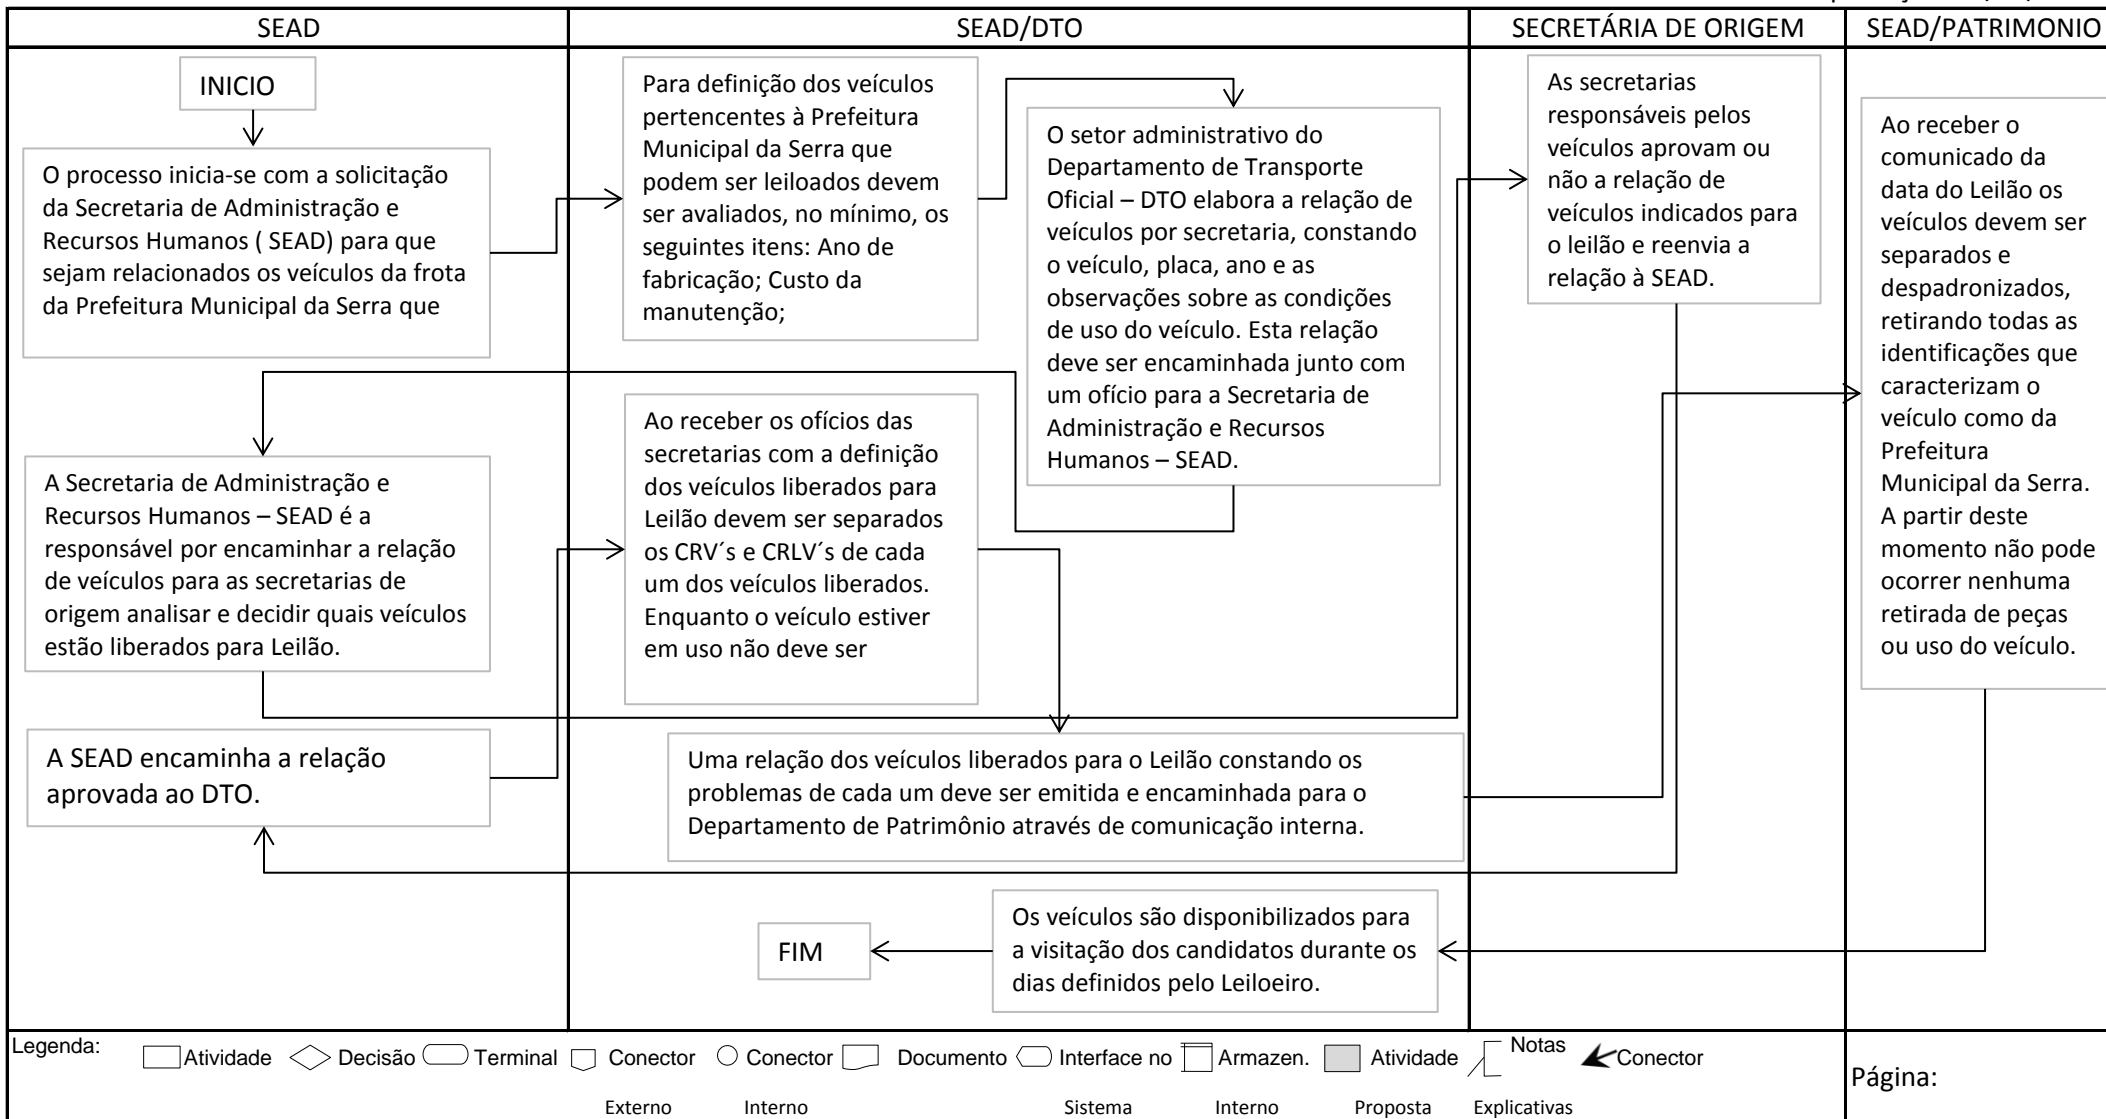 SEAD
SEAD/DTO
SECRETÁRIA DE ORIGEM
SEAD/PATRIMONIO
INICIO
O processo inicia-se com a solicitação
da Secretaria de Administração e
Recursos Humanos ( SEAD) para que
sejam relacionados os veículos da frota
da Prefeitura Municipal da Serra que
Para definição dos veículos
pertencentes à Prefeitura
Municipal da Serra que
podem ser leiloados devem
ser avaliados, no mínimo, os
seguintes itens: Ano de
fabricação; Custo da
manutenção;
O setor administrativo do
Departamento de Transporte
Oficial – DTO elabora a relação de
veículos por secretaria, constando
o veículo, placa, ano e as
observações sobre as condições
de uso do veículo. Esta relação
deve ser encaminhada junto com
um ofício para a Secretaria de
Administração e Recursos
Humanos – SEAD.
As secretarias
responsáveis pelos
veículos aprovam ou
não a relação de
veículos indicados para
o leilão e reenvia a
relação à SEAD.
Ao receber o
comunicado da
data do Leilão os
veículos devem ser
separados e
despadronizados,
retirando todas as
identificações que
caracterizam o
veículo como da
Prefeitura
Municipal da Serra.
A partir deste
momento não pode
ocorrer nenhuma
retirada de peças
ou uso do veículo.
A Secretaria de Administração e
Recursos Humanos – SEAD é a
responsável por encaminhar a relação
de veículos para as secretarias de
origem analisar e decidir quais veículos
estão liberados para Leilão.
Ao receber os ofícios das
secretarias com a definição
dos veículos liberados para
Leilão devem ser separados
os CRV´s e CRLV´s de cada
um dos veículos liberados.
Enquanto o veículo estiver
em uso não deve ser
A SEAD encaminha a relação
aprovada ao DTO.
Uma relação dos veículos liberados para o Leilão constando os
problemas de cada um deve ser emitida e encaminhada para o
Departamento de Patrimônio através de comunicação interna.
Os veículos são disponibilizados para
a visitação dos candidatos durante os
dias definidos pelo Leiloeiro.
FIM
Legenda:
Atividade
Decisão
Terminal
Conector
Externo
Conector
Interno
Documento
Interface no
Sistema
Armazen.
Interno
Atividade
Proposta
Notas
Explicativas
Conector
Página: